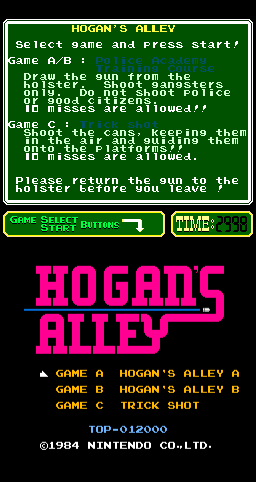 HOGAN'S ALLEY
Select game and press start!
Game A/B : Police Academy
Training Course
Draw the gun from the
holster. Shoot gangsters
only. Do not shoot Police
or good citizens.
10 misses are allowed!!
Game C : Trick Shot
Shoot the cans, keeping them
in the air and guiding them
onto the platforms!!
10 misses are allowed.
Please return the gun to the
holster before you leave !
GAME SELECT
START BUTTONS
TIME: 2998
HOGAN'S
ALLEY
GAME A HOGAN'S ALLEY A
GAME B HOGAN'S ALLEY B
GAME C TRICK SHOT
TOP-012000
©1984 NINTENDO CO.,LTD.